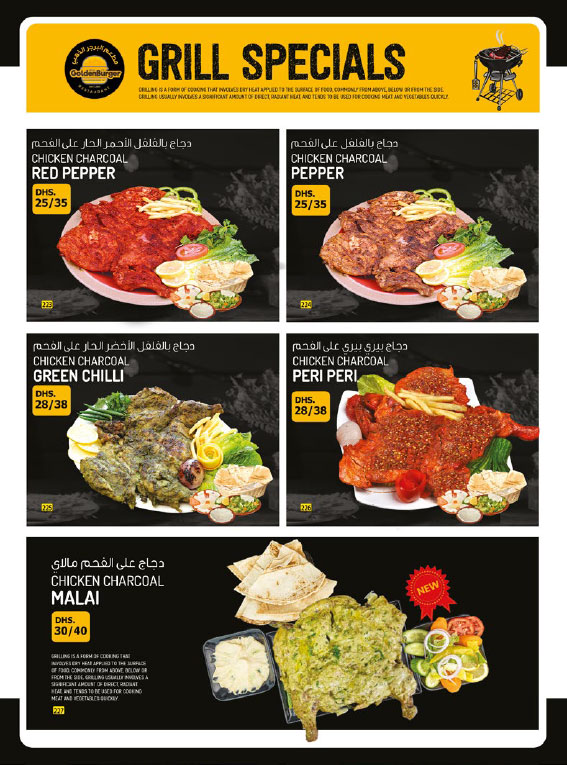 مطعم البرجر الذهبي
GoldenBurger
RESTAURANT
GRILL SPECIALS
GRILLING IS A FORM OF COOKING THAT INVOLVES DRY HEAT APPLIED TO THE SURFACE OF FOOD, COMMONLY FROM ABOVE, BELOW OR FROM THE SIDE.
GRILLING USUALLY INVOLVES A SIGNIFICANT AMOUNT OF DIRECT, RADIANT HEAT, AND TENDS TO BE USED FOR COOKING MEAT AND VEGETABLES QUICKLY.
دجاج بالفلفل الأحمر الحار على الفحم
CHICKEN CHARCOAL
RED PEPPER
DHS.
25/35
223
دجاج بالفلفل على الفحم
CHICKEN CHARCOAL
PEPPER
DHS.
25/35
224
دجاج بالفلفل الأخضر الحار على الفحم
CHICKEN CHARCOAL
GREEN CHILLI
DHS.
28/38
225
دجاج بيري بيري على الفحم
CHICKEN CHARCOAL
PERI PERI
DHS.
28/38
226
دجاج على الفحم مالاي
CHICKEN CHARCOAL
MALAI
DHS.
30/40
NEW
GRILLING IS A FORM OF COOKING THAT
INVOLVES DRY HEAT APPLIED TO THE SURFACE
OF FOOD, COMMONLY FROM ABOVE, BELOW OR
FROM THE SIDE. GRILLING USUALLY INVOLVES A
SIGNIFICANT AMOUNT OF DIRECT, RADIANT
HEAT, AND TENDS TO BE USED FOR COOKING
MEAT AND VEGETABLES QUICKLY.
227